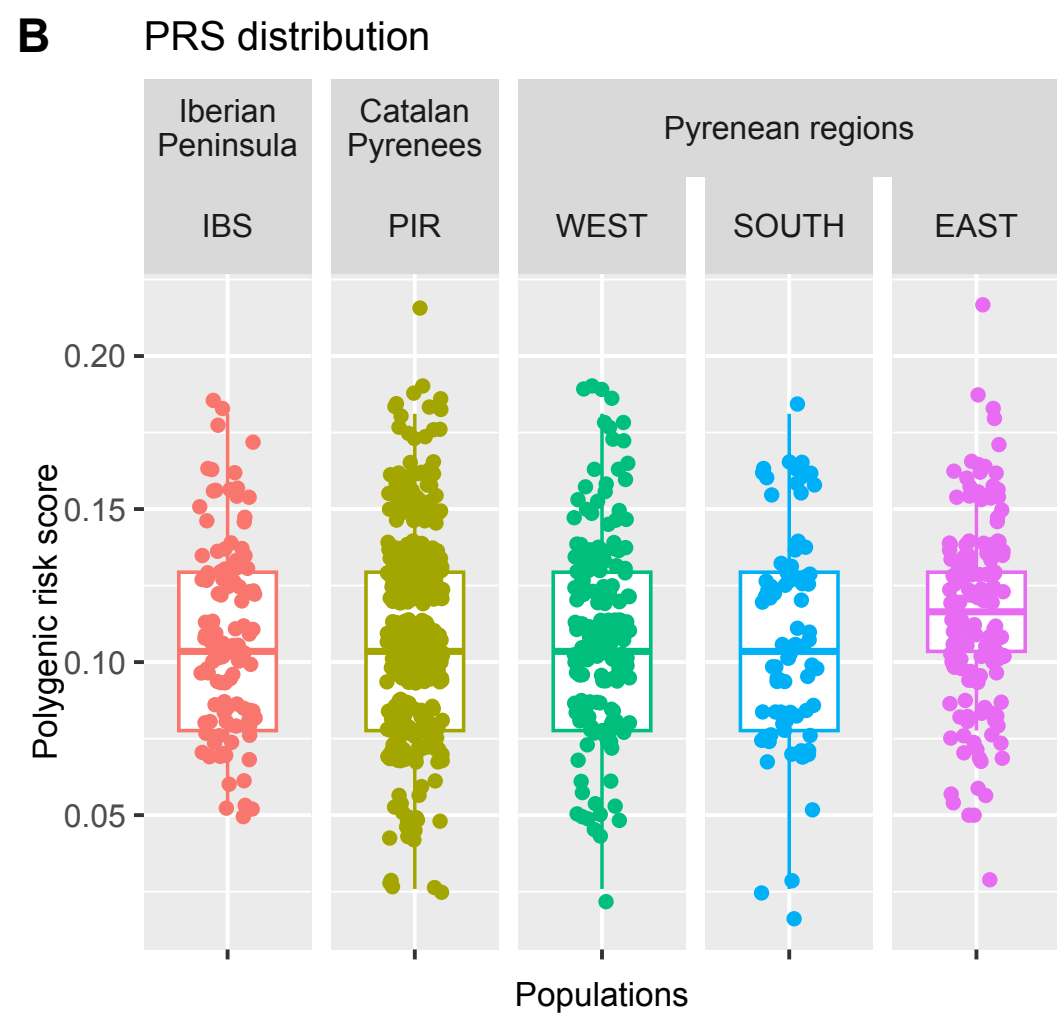 B PRS distribution
Iberian
Peninsula
Catalan
Pyrenees
Pyrenean regions
IBS
PIR
WEST
SOUTH
EAST
Polygenic risk score
0.20
0.15
0.10
0.05
Populations